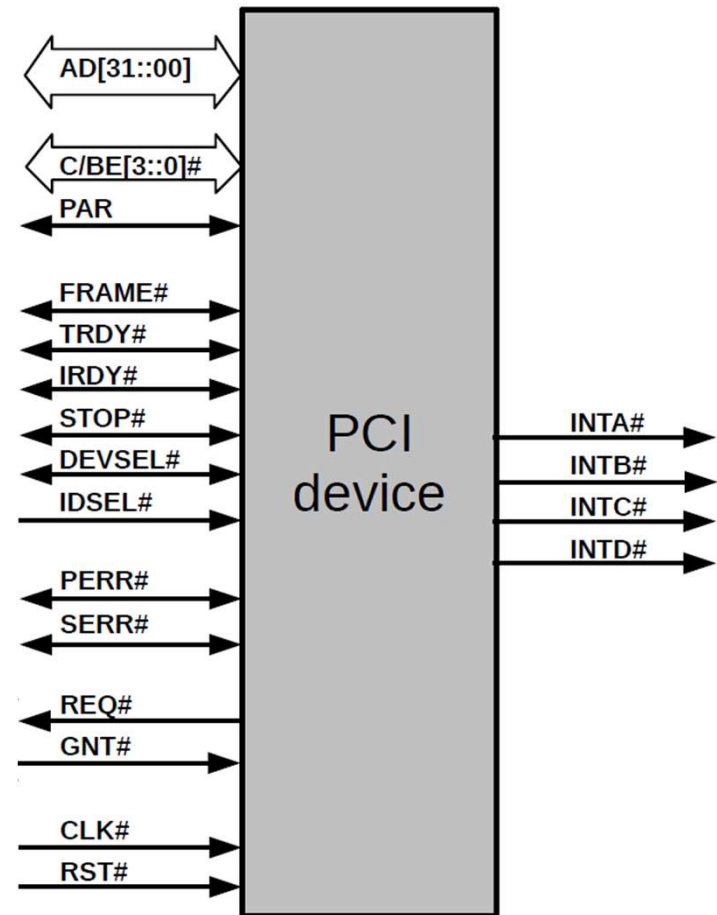 AD[31::00]
C/BE[3::0]#
PAR
FRAME#
TRDY#
IRDY#
STOP#
DEVSEL#
IDSEL#
PERR#
SERR#
REQ#
GNT#
CLK#
RST#
PCI
device
INTA#
INTB#
INTC#
INTD#